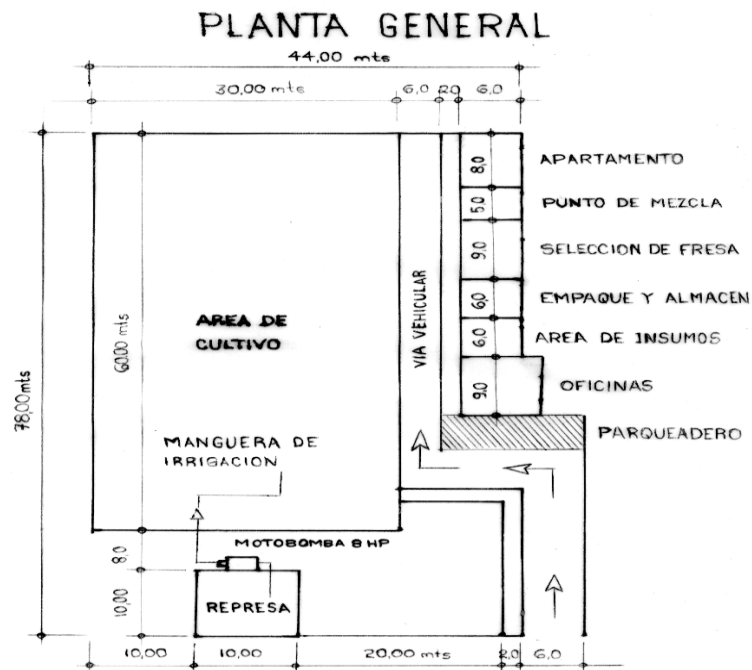 PLANTA GENERAL
44,00 mts
30,00 mts
6,0
2,0
6,0
8,0
APARTAMENTO
5.0
PUNTO DE MEZCLA
9.0
SELECCION DE FRESA
6,0
EMPAQUE Y ALMACEN
6,0
AREA DE INSUMOS
9.0
OFICINAS
PARQUEADERO
VIA VEHICULAR
AREA DE
CULTIVO
60.00 mts
78,00 mts
MANGUERA DE
IRRIGACION
MOTOBOMBA 8 HP
8.0
REPRESA
10,00
10,00
10,00
20,00 mts
2,0
6,0